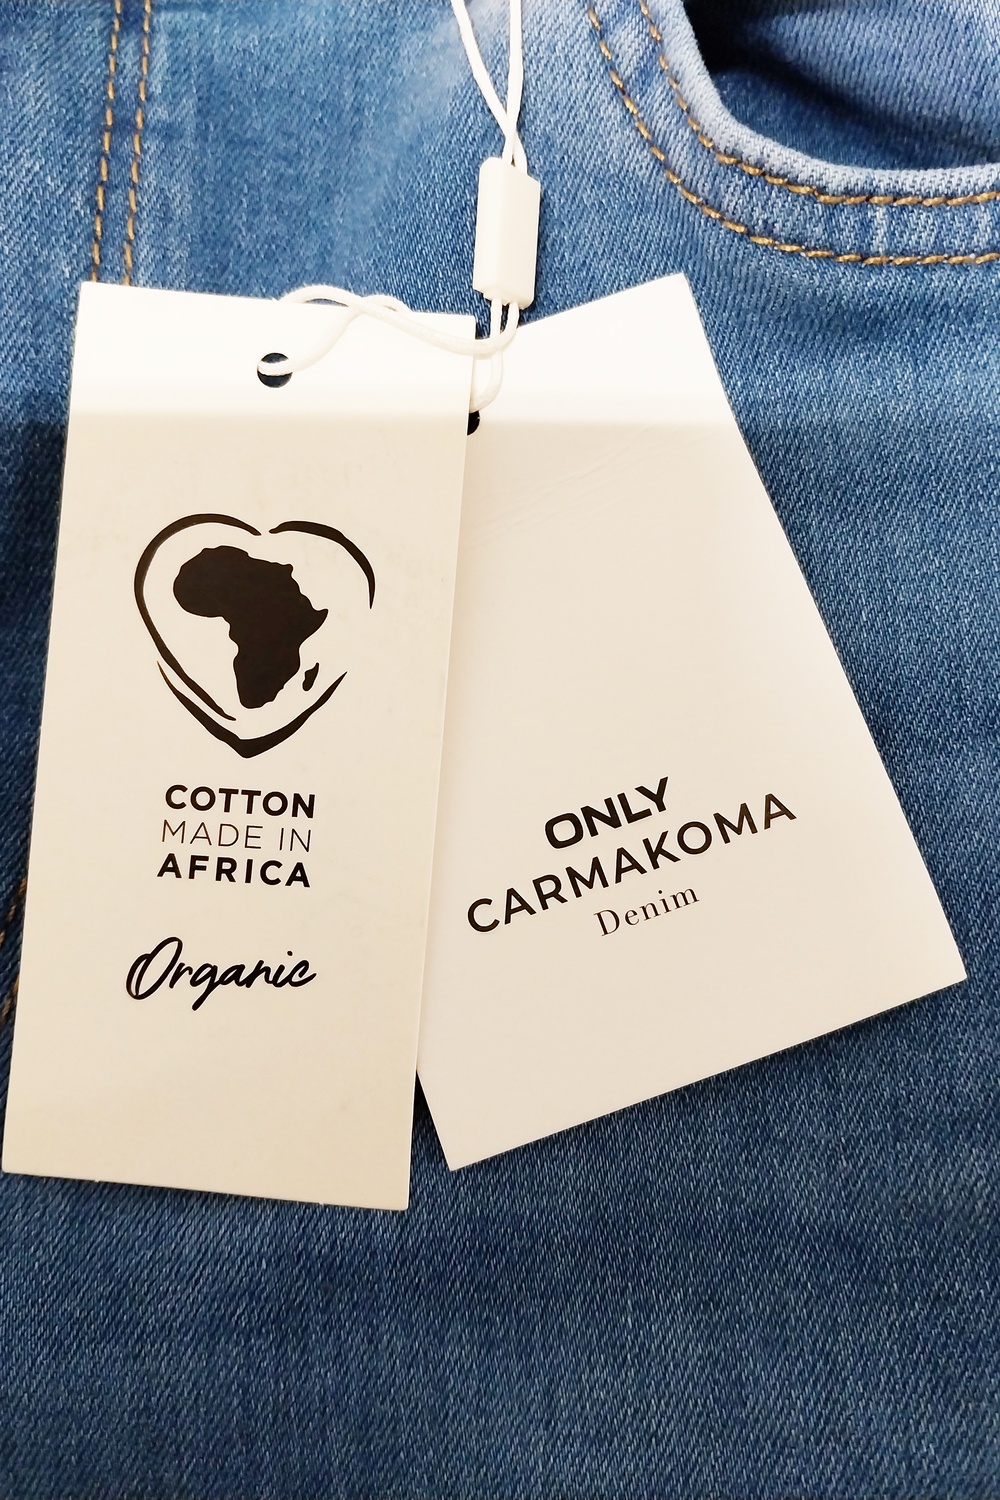 COTTON
MADE IN
AFRICA
Organic
ONLY
CARMAKOMA
Denim